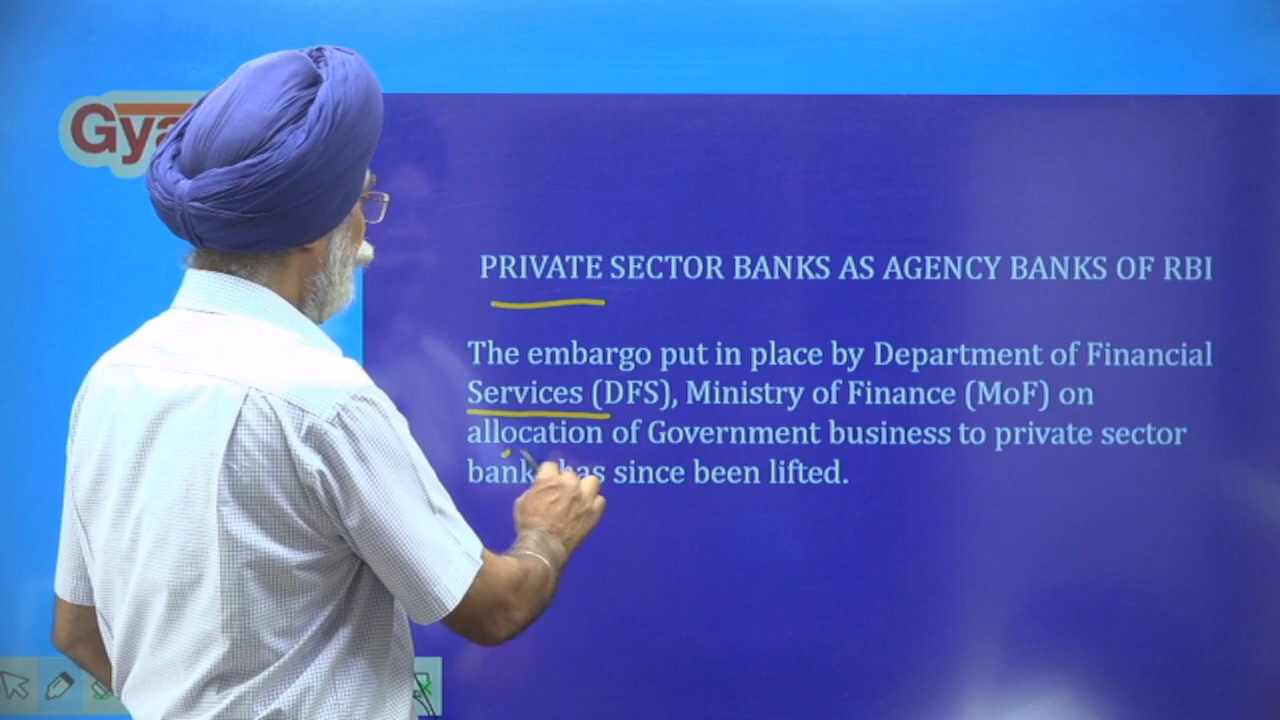 PRIVATE SECTOR BANKS AS AGENCY BANKS OF RBI
The embargo put in place by Department of Financial
Services (DFS), Ministry of Finance (MoF) on
allocation of Government business to private sector
has since been lifted.